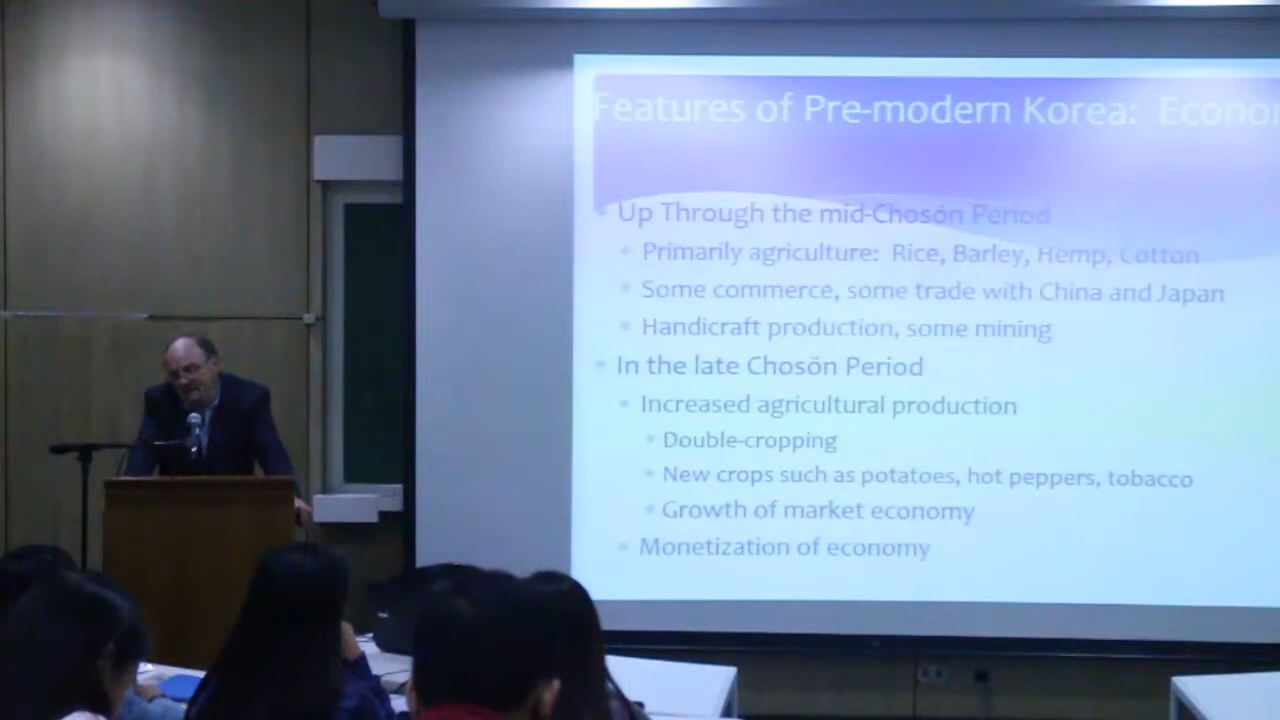 Features of Pre-modern Korea: Econo
Up Through the mid-Chosŏn Period
Primarily agriculture: Rice, Barley, Hemp, Cotton
Some commerce, some trade with China and Japan
Handicraft production, some mining
In the late Chosŏn Period
Increased agricultural production
Double-cropping
New crops such as potatoes, hot peppers, tobacco
Growth of market economy
Monetization of economy